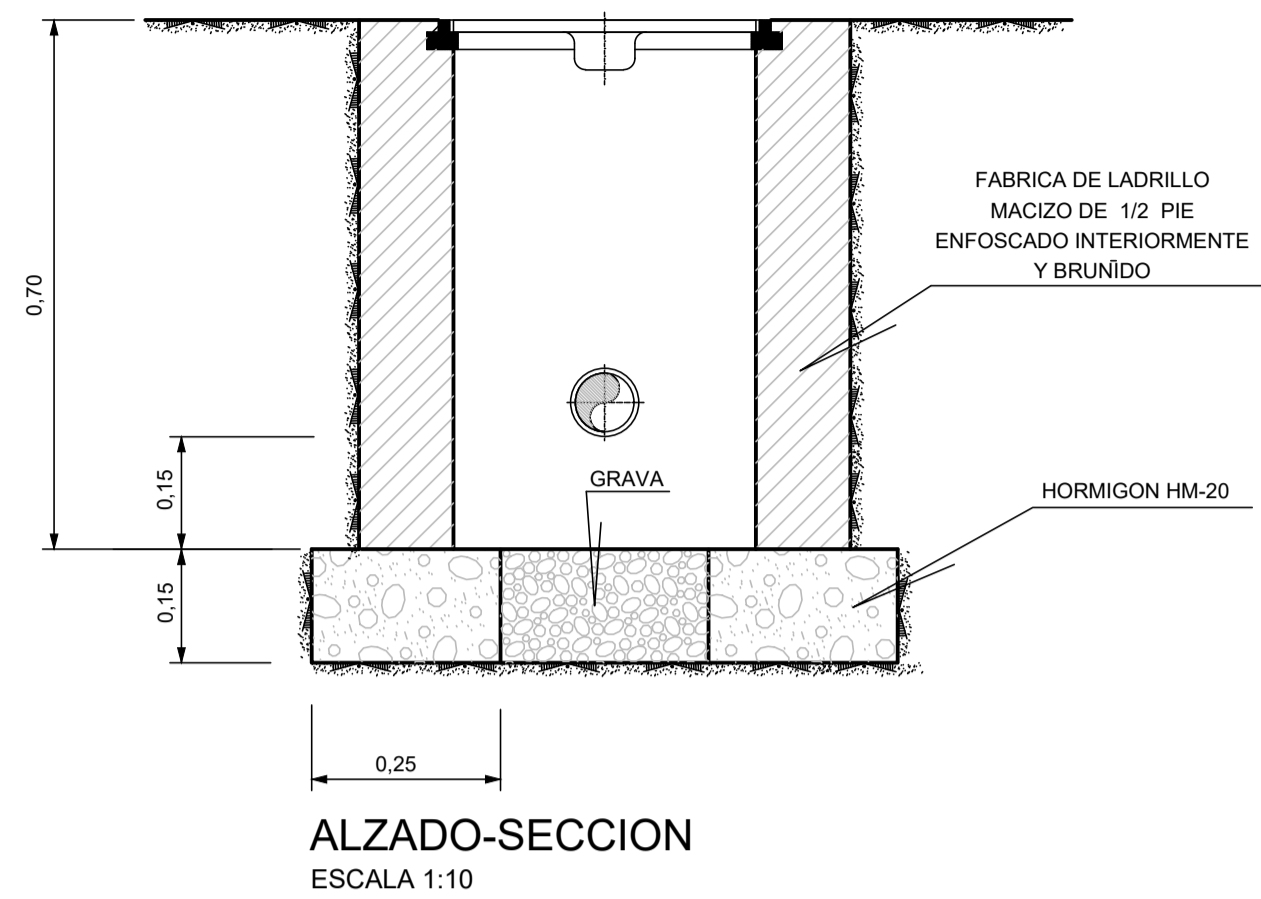 FABRICA DE LADRILLO
MACIZO DE 1/2 PIE
ENFOSCADO INTERIORMENTE
Y BRUÑIDO
0,70
0,15
GRAVA
HORMIGON HM-20
0,15
0,25
ALZADO-SECCION
ESCALA 1:10